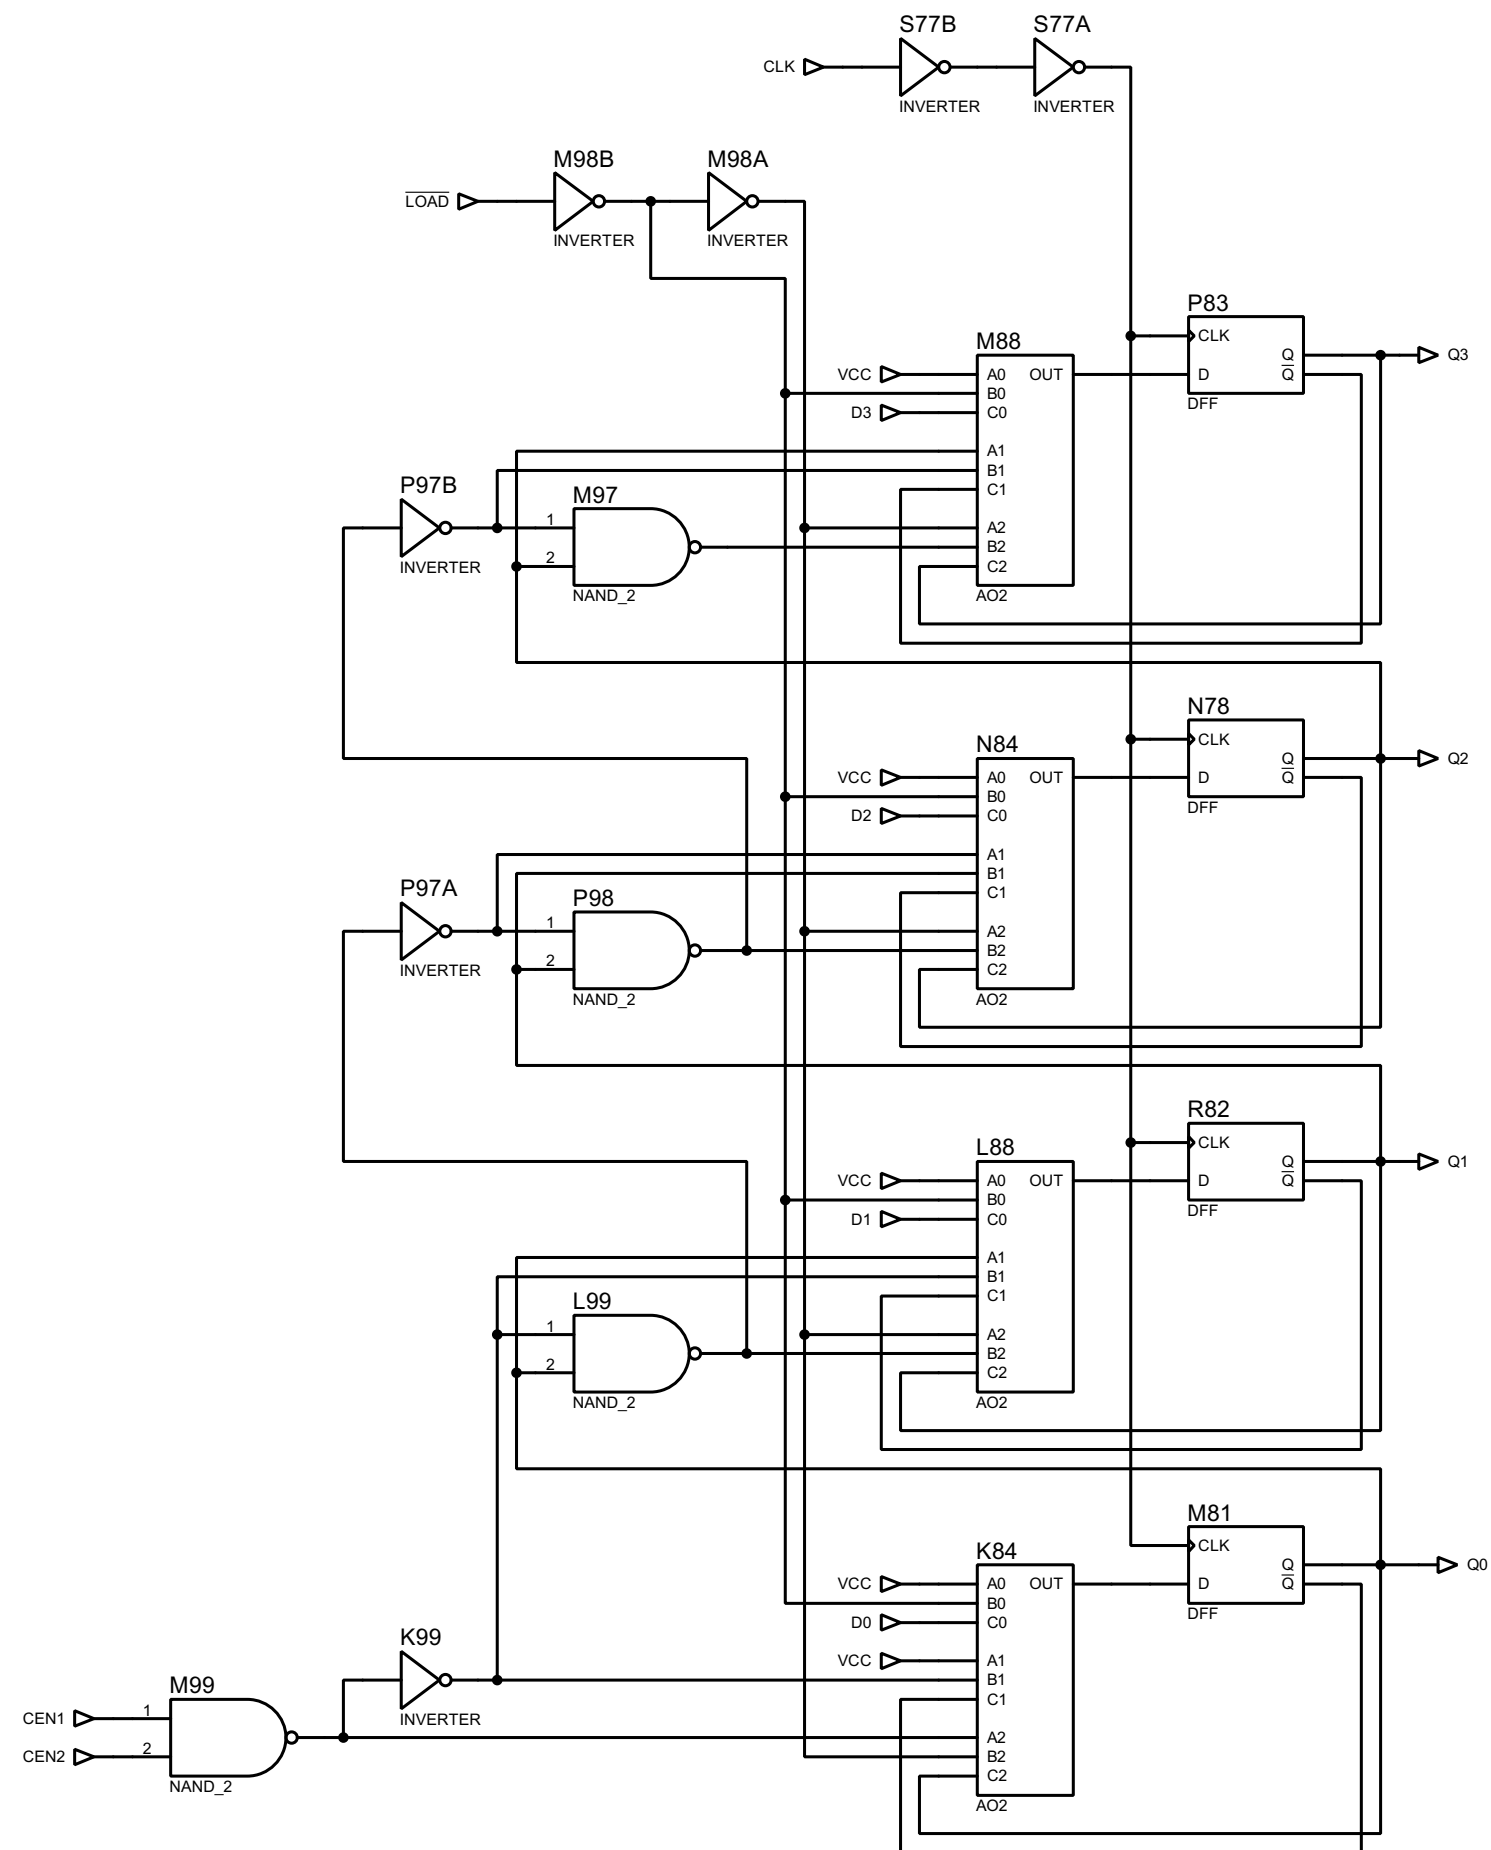 S77B S77A
CLK
INVERTER INVERTER
M98B M98A
LOAD
INVERTER INVERTER
P83
CLK
M88
Q Q3
VCC A0 OUT D Q
B0 DFF
D3 C0
A1
P97B B1
M97 C1
1 A2
B2
INVERTER 2 C2
NAND_2 AO2
N78
N84 CLK
Q Q2
VCC A0 OUT D Q
B0 DFF
D2 C0
A1
P97A B1
P98 C1
1 A2
B2
INVERTER 2 C2
NAND_2 AO2
R82
L88 CLK
Q Q1
VCC A0 OUT D Q
B0 DFF
D1 C0
A1
B1
L99 C1
1 A2
B2
2 C2
NAND_2 AO2
M81
K84 CLK
Q Q0
VCC A0 OUT D Q
B0 DFF
D0 C0
K99
VCC A1
M99 B1
C1
CEN1 1 INVERTER
A2
CEN2 2 B2
C2
NAND_2
AO2